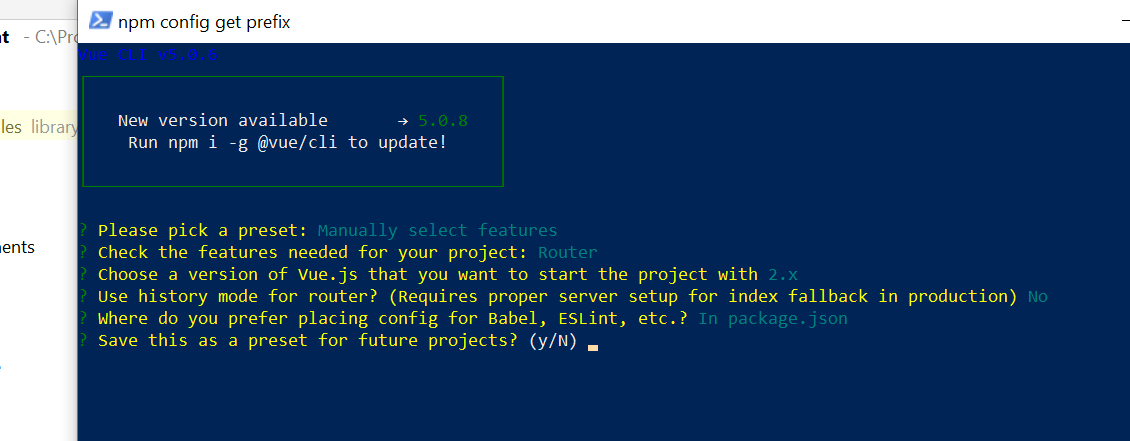 npm config get prefix
t - C:\Pro
Vue CLI v5.0.6
New version available → 5.0.8
Run npm i -g @vue/cli to update!
les library
? Please pick a preset: Manually select features
? Check the features needed for your project: Router
? Choose a version of Vue.js that you want to start the project with 2.x
? Use history mode for router? (Requires proper server setup for index fallback in production) No
? Where do you prefer placing config for Babel, ESLint, etc.? In package.json
? Save this as a preset for future projects? (y/N)
ents